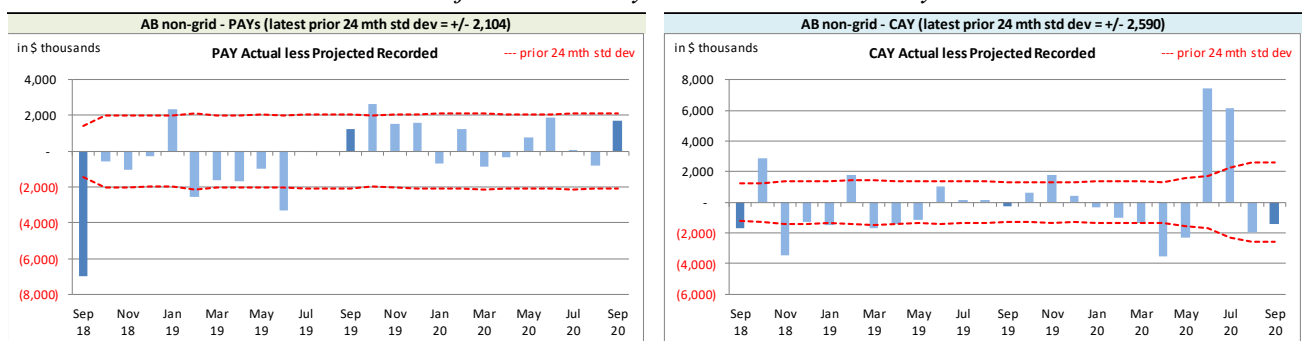 AB non-grid - PAYs (latest prior 24 mth std dev = +/- 2,104)
in $ thousands
PAY Actual less Projected Recorded
--- prior 24 mth std dev
4,000
2,000
-
(2,000)
(4,000)
(6,000)
(8,000)
Sep Nov Jan Mar May Jul Sep Nov Jan Mar May Jul Sep
18 18 19 19 19 19 19 19 20 20 20 20 20
AB non-grid - CAY (latest prior 24 mth std dev = +/- 2,590)
in $ thousands
CAY Actual less Projected Recorded
--- prior 24 mth std dev
8,000
6,000
4,000
2,000
-
(2,000)
(4,000)
(6,000)
Sep Nov Jan Mar May Jul Sep Nov Jan Mar May Jul Sep
18 18 19 19 19 19 19 19 20 20 20 20 20